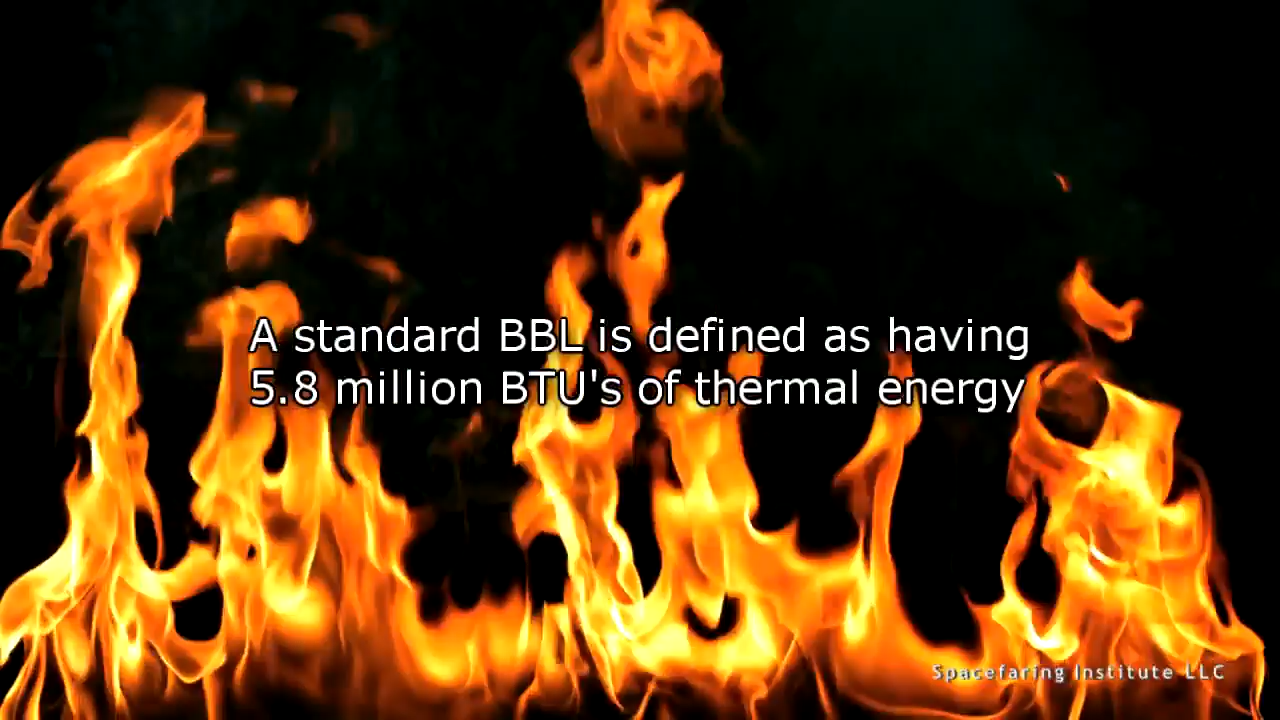 A standard BBL is defined as having
5.8 million BTU's of thermal energy
Spacefaring Institute LLC